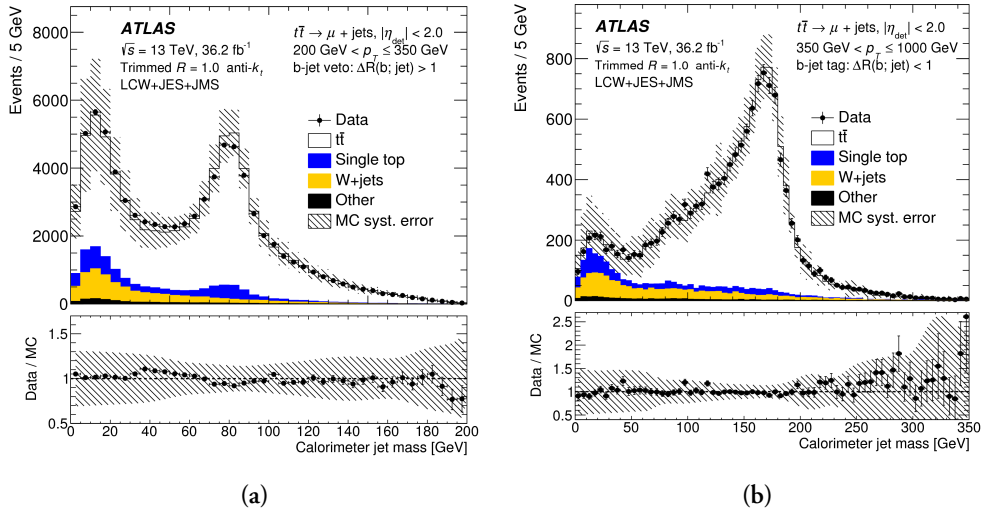 ATLAS
√s = 13 TeV, 36.2 fb⁻¹
Trimmed R = 1.0 anti-kt
LCW+JES+JMS
tt̄ → μ + jets, |ηdet| < 2.0
200 GeV < pT ≤ 350 GeV
b-jet veto: ΔR(b; jet) > 1
Data
tt̄
Single top
W+jets
Other
MC syst. error
Events / 5 GeV
8000
6000
4000
2000
0
Data / MC
1.5
1
0.5
0 20 40 60 80 100 120 140 160 180 200
Calorimeter jet mass [GeV]
(a)
ATLAS
√s = 13 TeV, 36.2 fb⁻¹
Trimmed R = 1.0 anti-kt
LCW+JES+JMS
tt̄ → μ + jets, |ηdet| < 2.0
350 GeV < pT ≤ 1000 GeV
b-jet tag: ΔR(b; jet) < 1
Data
tt̄
Single top
W+jets
Other
MC syst. error
Events / 5 GeV
800
600
400
200
0
Data / MC
2.5
2
1.5
1
0.5
0 50 100 150 200 250 300 350
Calorimeter jet mass [GeV]
(b)